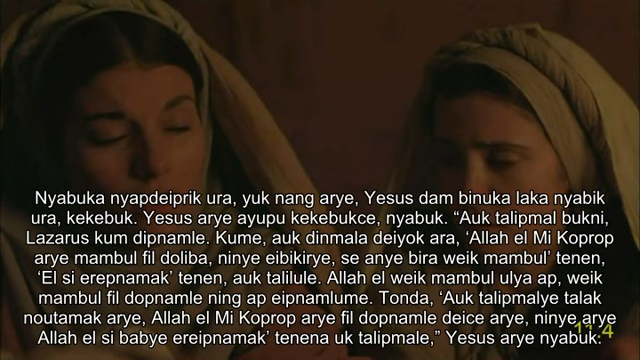 Nyabuka nyapdeiprik ura, yuk nang arye, Yesus dam binuka laka nyabik
ura, kekebuk. Yesus arye ayupu kekebukce, nyabuk. “Auk talipmal bukni,
Lazarus kum dipnamle. Kume, auk dinmala deiyok ara, ‘Allah el Mi Koprop
arye mambul fil doliba, ninye eibikirye, se anye bira weik mambul’ tenen,
‘El si erepnamak’ tenen, auk talilule. Allah el weik mambul ulya ap, weik
mambul fil dopnamle ning ap eipnamlume. Tonda, ‘Auk talipmalye talak
noutamak arye, Allah el Mi Koprop arye fil dopnamle deice arye, ninye arye
Allah el si babye ereipnamak’ tenena uk talipmale,” Yesus arye nyabuk.
11:4